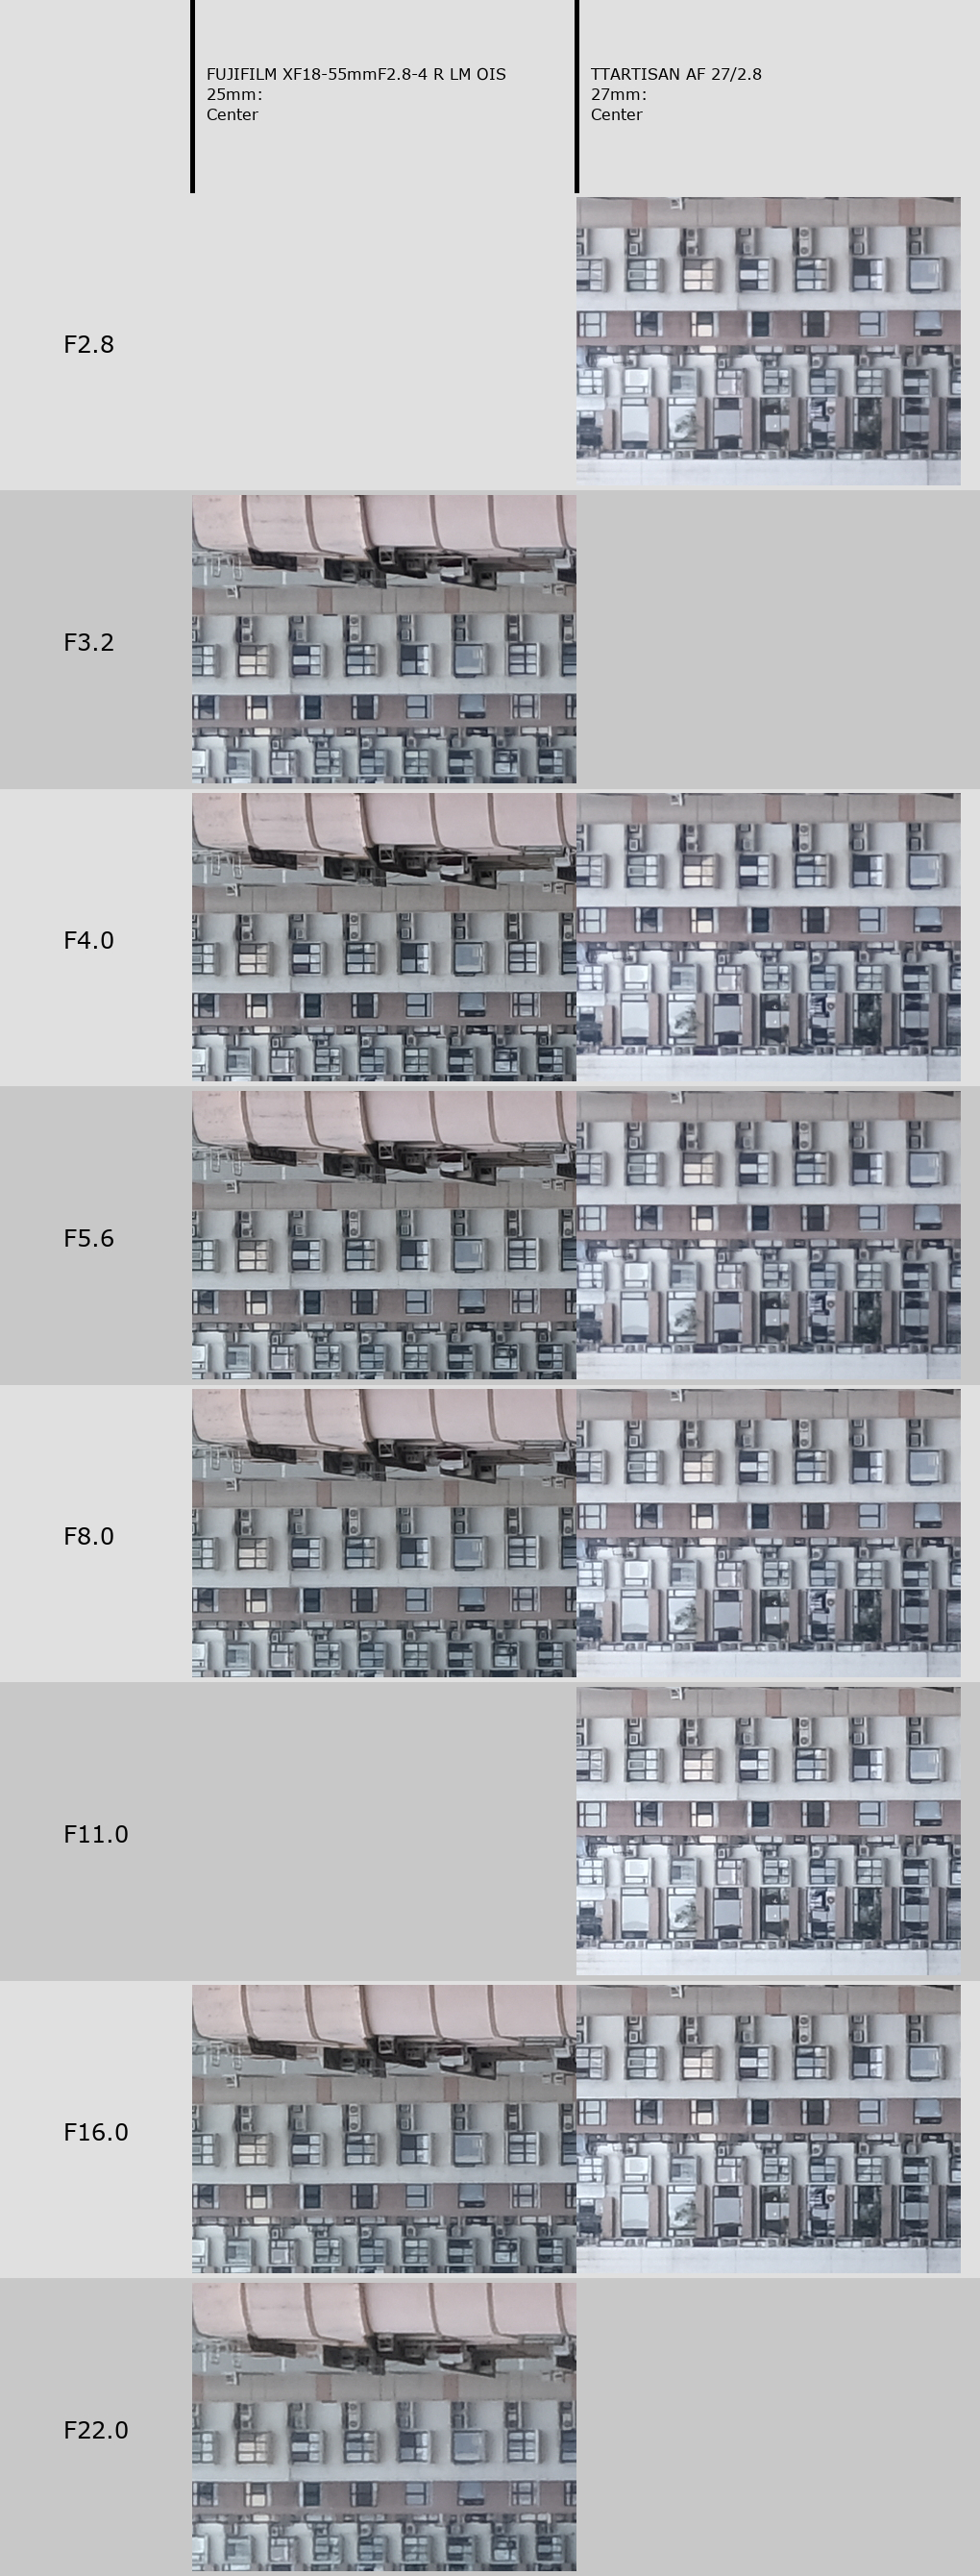 FUJIFILM XF18-55mmF2.8-4 R LM OIS
25mm:
Center
TTARTISAN AF 27/2.8
27mm:
Center
F2.8
F3.2
F4.0
F5.6
F8.0
F11.0
F16.0
F22.0